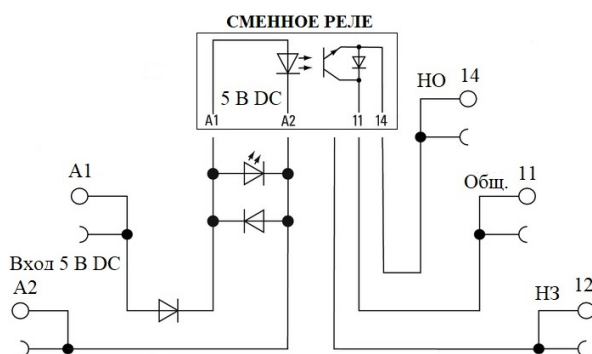 СМЕННОЕ РЕЛЕ
5 В DC
A1 A2 11 14
НО 14
A1
Общ. 11
Вход 5 В DC
A2
НЗ 12